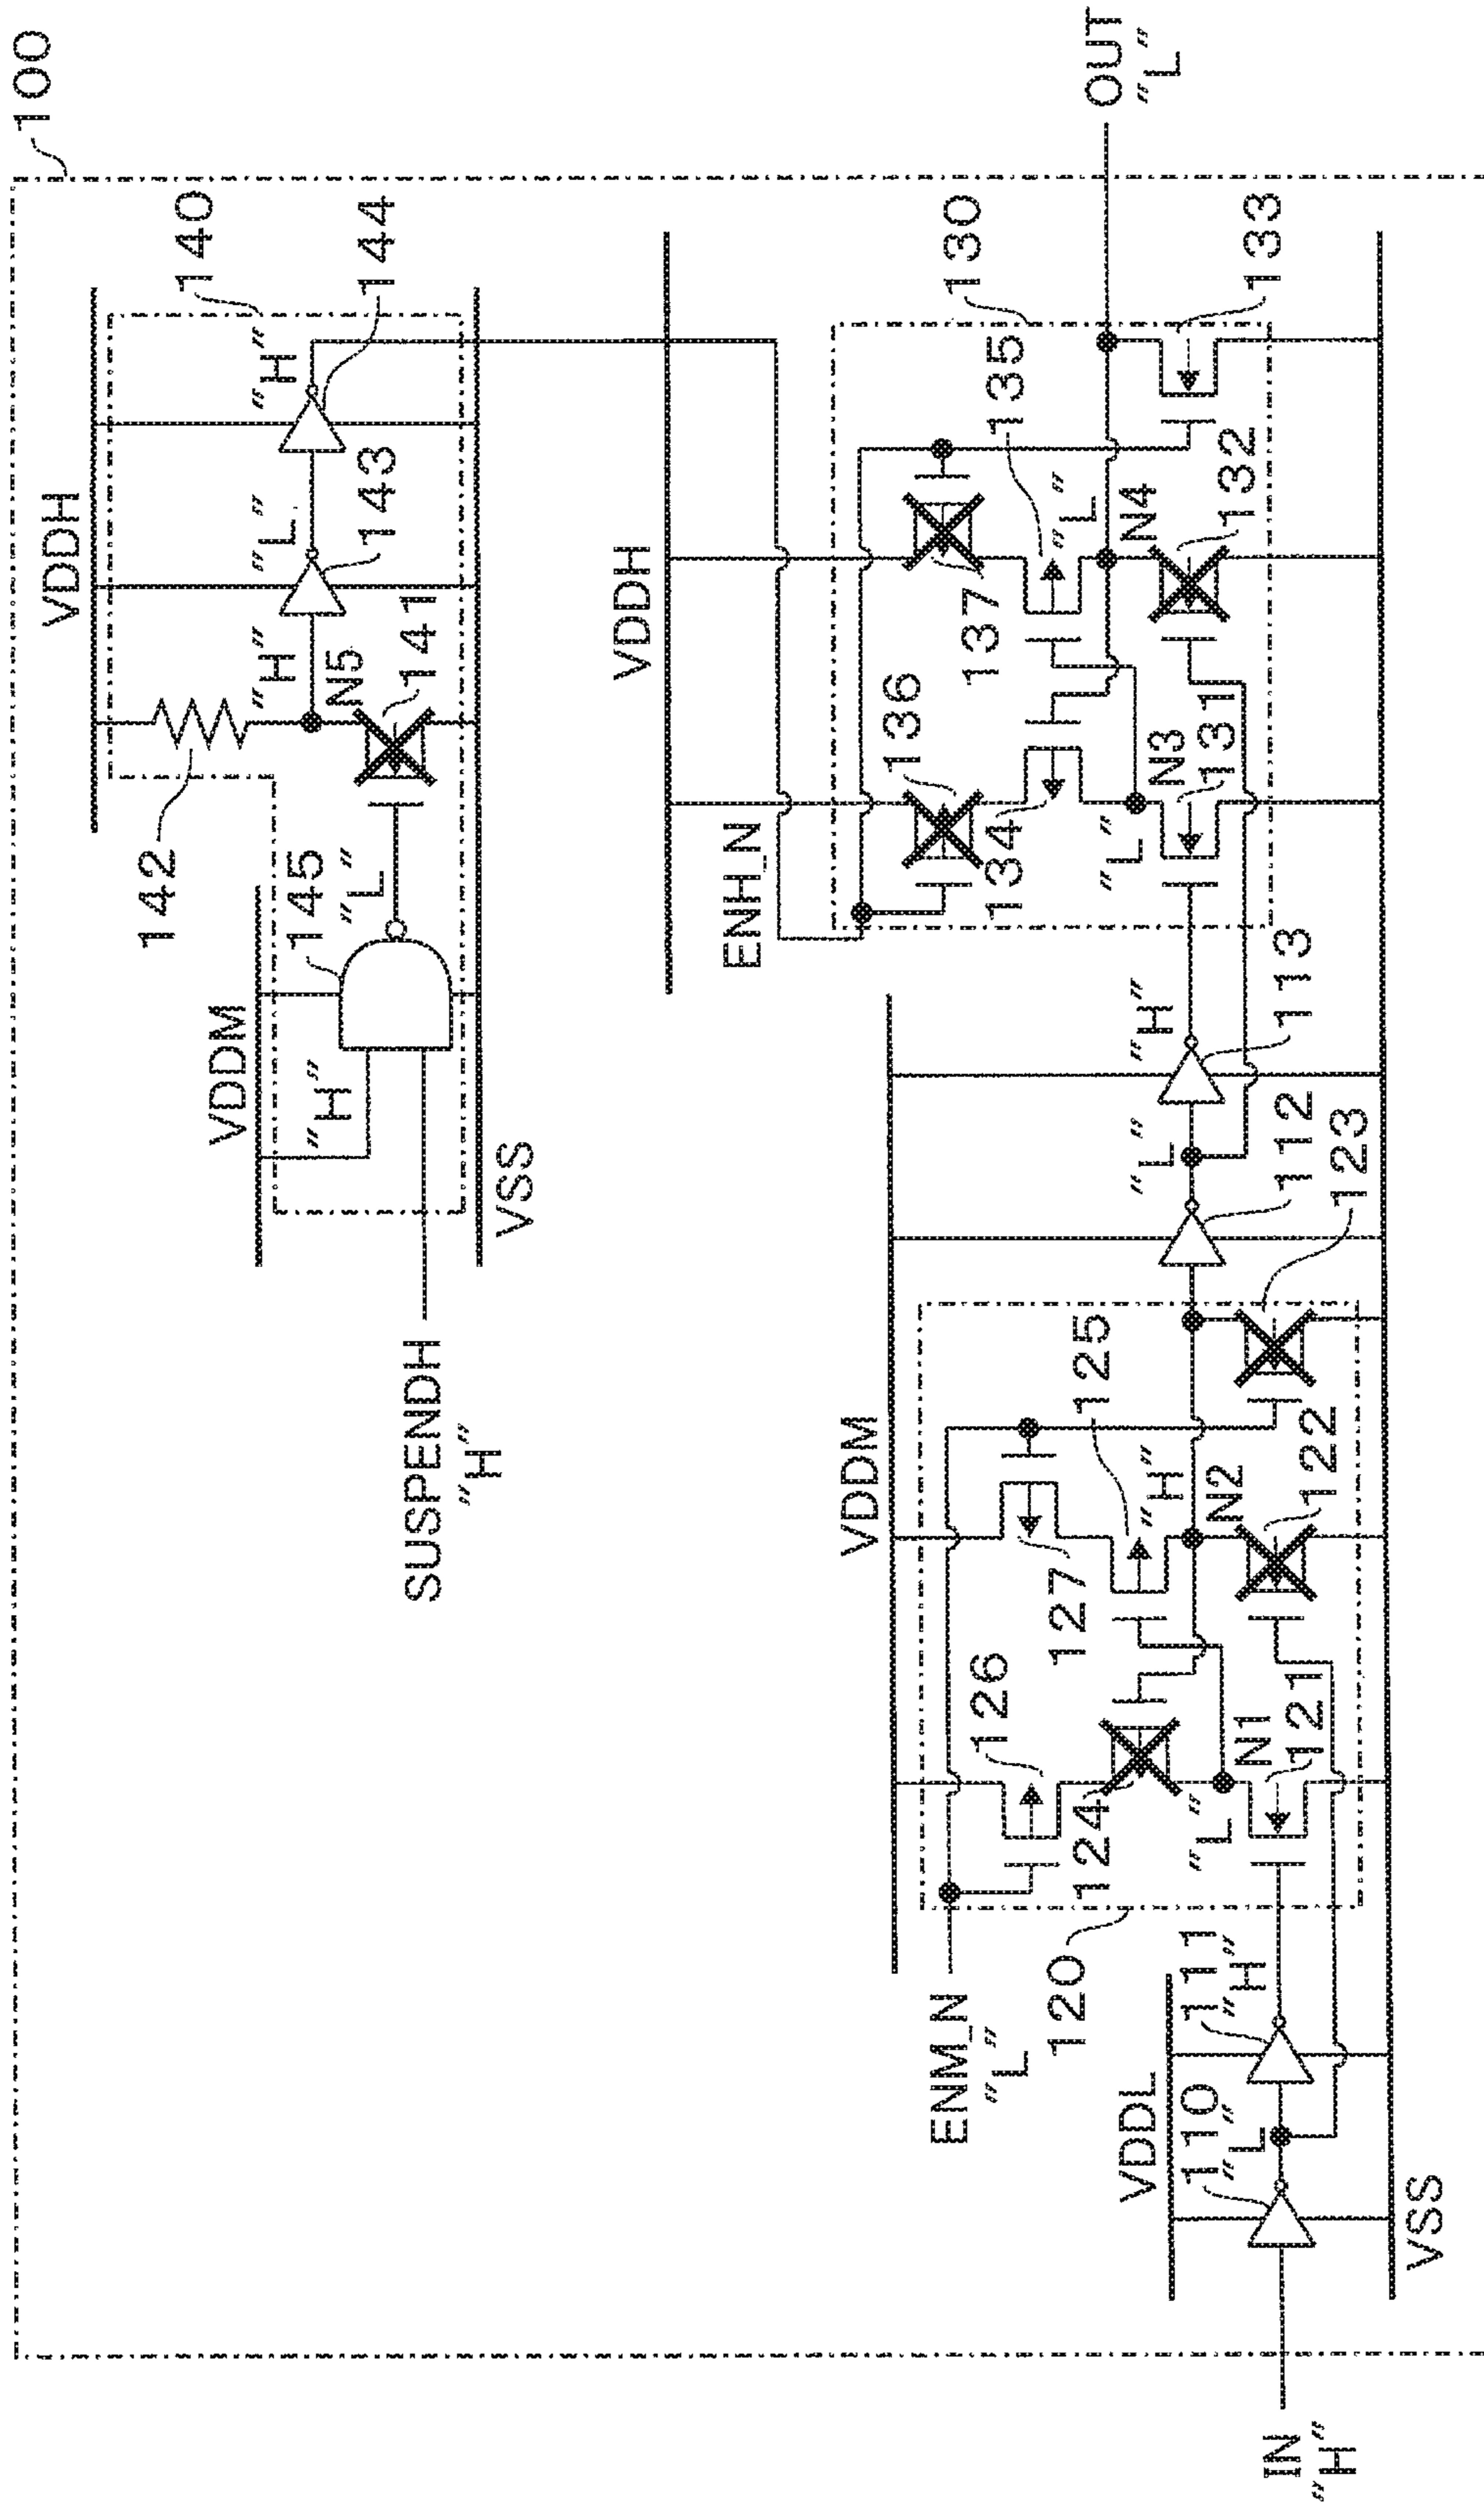 100
VDDH
140
142
"H"
"L"
"H"
144
143
N5
141
VDDM
145
"L"
"H"
SUSPENDH
"H"
VSS
VDDH
ENH_N
130
136
137
135
134
"L"
N4
"L"
N3
131
132
133
OUT
"L"
VDDM
"L"
"H"
112
113
ENM_N
"L"
120
126
127
125
124
"H"
N2
"L"
N1
121
122
123
VDDL
110
"L"
111
"H"
IN
"H"
VSS